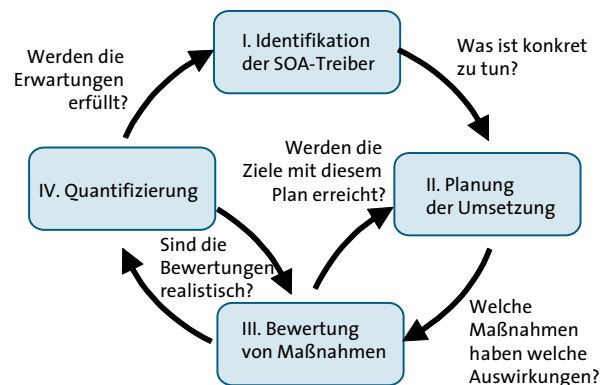 I. Identifikation
der SOA-Treiber
Was ist konkret
zu tun?
Werden die
Erwartungen
erfüllt?
Werden die
Ziele mit diesem
Plan erreicht?
II. Planung
der Umsetzung
IV. Quantifizierung
Sind die
Bewertungen
realistisch?
III. Bewertung
von Maßnahmen
Welche
Maßnahmen
haben welche
Auswirkungen?